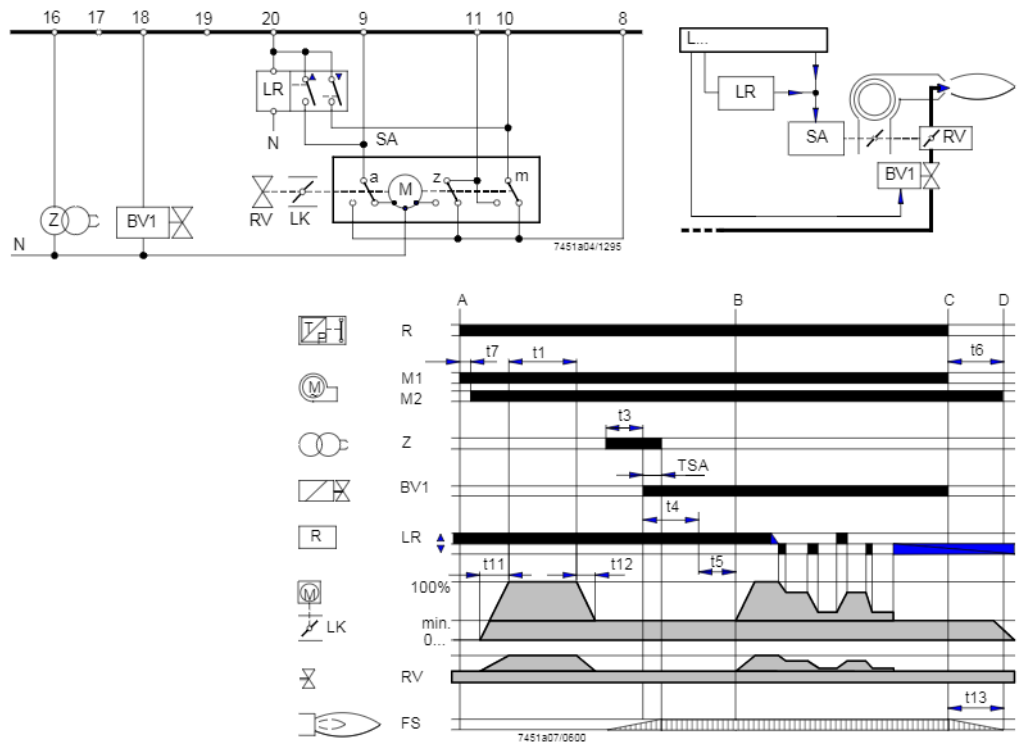 16 17 18 19 20 9 11 10 8
LR
N
SA
a M z m
RV LK
Z BV1
N
7451a04/1295
L...
LR
SA RV
BV1
A B C D
T P R
t7 t1 t6
M M1
M2
t3
Z
TSA
BV1
t4
R LR
t11 t12 t5
M 100%
LK min.
0...
RV
t13
FS
7451a07/0600